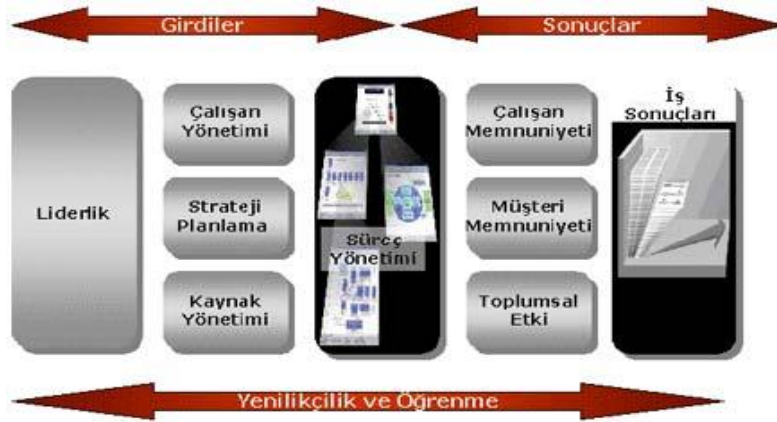 Girdiler
Sonuçlar
Liderlik
Çalışan
Yönetimi
Strateji
Planlama
Kaynak
Yönetimi
Süreç
Yönetimi
Çalışan
Memnuniyeti
Müşteri
Memnuniyeti
Toplumsal
Etki
İş
Sonuçları
Yenilikçilik ve Öğrenme